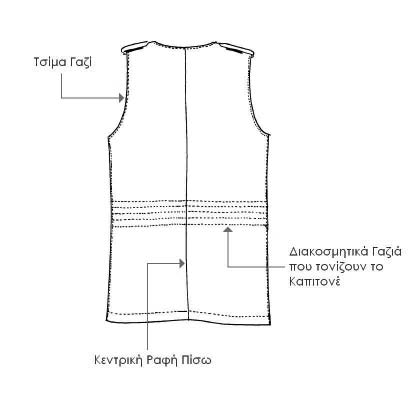 Τσίμα Γαζί
Διακοσμητικά Γαζιά
που τονίζουν το
Καπιτονέ
Κεντρική Ραφή Πίσω